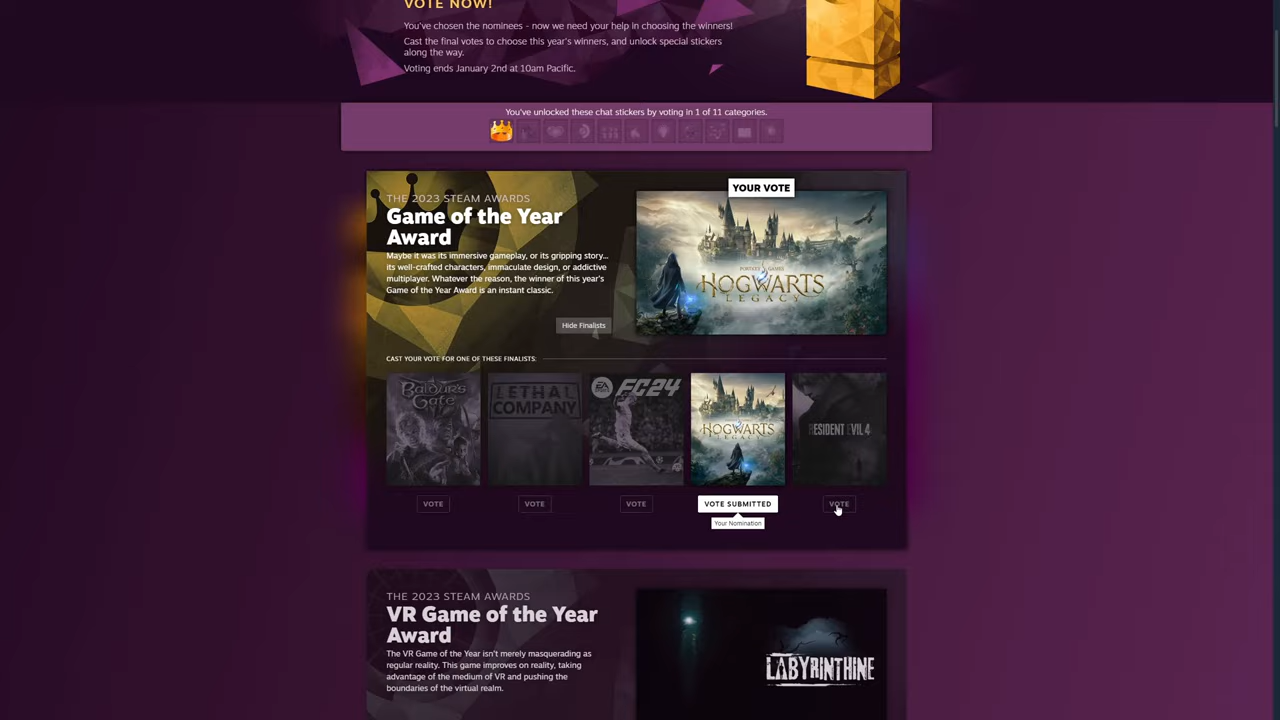 VOTE NOW!
You've chosen the nominees - now we need your help in choosing the winners!
Cast the final votes to choose this year's winners, and unlock special stickers
along the way.
Voting ends January 2nd at 10am Pacific.
You've unlocked these chat stickers by voting in 1 of 11 categories.
THE 2023 STEAM AWARDS
Game of the Year
Award
Maybe it was its immersive gameplay, or its gripping story...
its well-crafted characters, immaculate design, or addictive
multiplayer. Whatever the reason, the winner of this year's
Game of the Year Award is an instant classic.
Hide Finalists
YOUR VOTE
PORTKEY GAMES
HOGWARTS
LEGACY
CAST YOUR VOTE FOR ONE OF THESE FINALISTS:
BALDUR'S
GATE
LETHAL
COMPANY
EA
SPORTS
FC24
HOGWARTS
LEGACY
RESIDENT EVIL 4
VOTE
VOTE
VOTE
VOTE SUBMITTED
VOTE
Your Nomination
THE 2023 STEAM AWARDS
VR Game of the Year
Award
The VR Game of the Year isn't merely masquerading as
regular reality. This game improves on reality, taking
advantage of the medium of VR and pushing the
boundaries of the virtual realm.
LABYRINTHINE